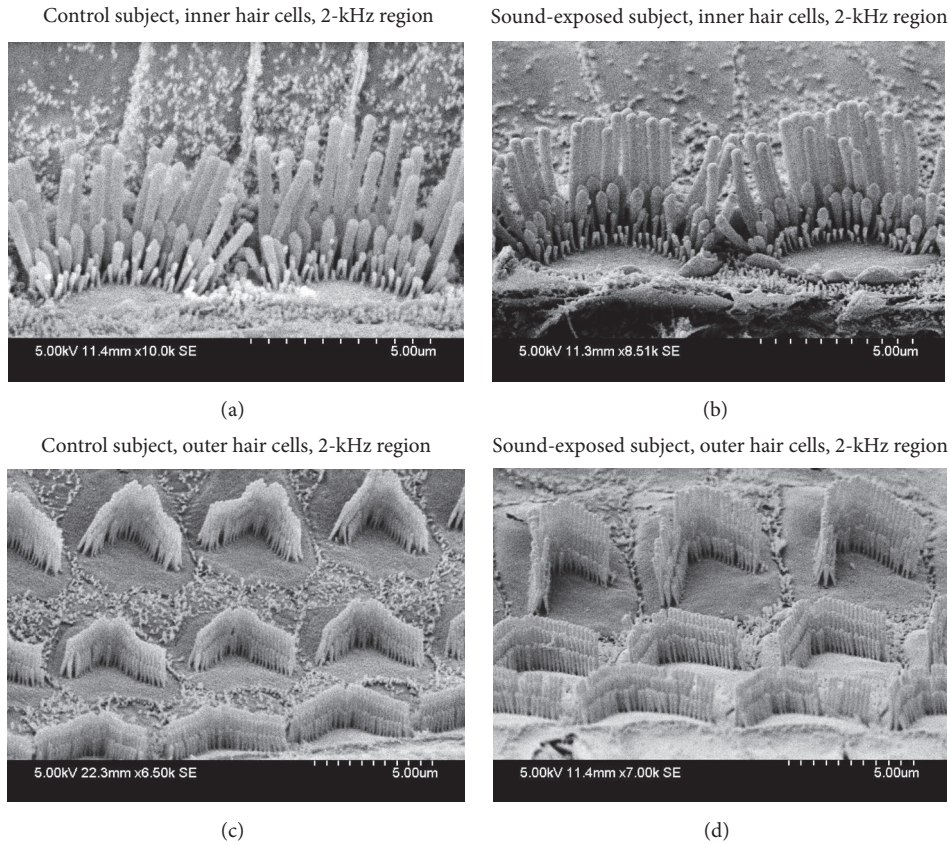 Control subject, inner hair cells, 2-kHz region
Sound-exposed subject, inner hair cells, 2-kHz region
5.00kV 11.4mm x10.0k SE 5.00um
5.00kV 11.3mm x8.51k SE 5.00um
(a)
(b)
Control subject, outer hair cells, 2-kHz region
Sound-exposed subject, outer hair cells, 2-kHz region
5.00kV 22.3mm x6.50k SE 5.00um
5.00kV 11.4mm x7.00k SE 5.00um
(c)
(d)